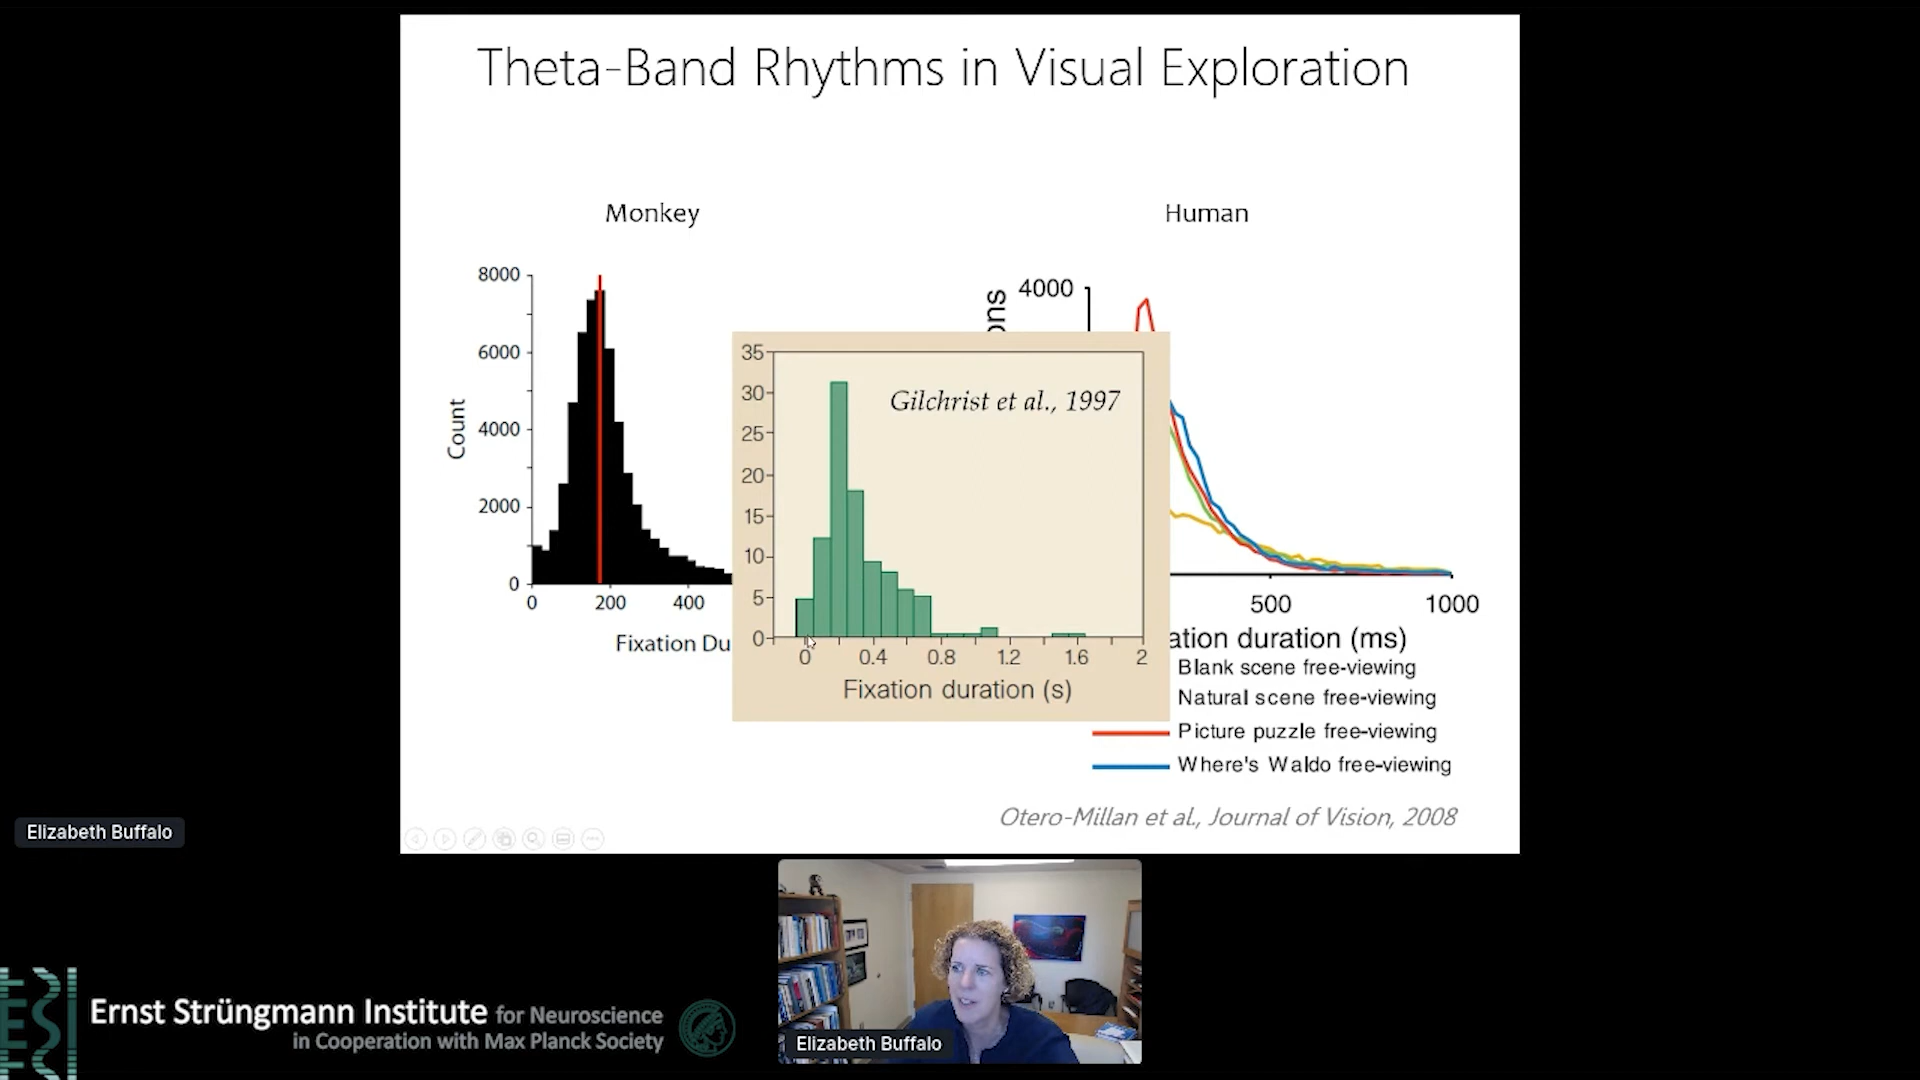 Theta-Band Rhythms in Visual Exploration
Monkey
Human
8000
6000
4000
2000
0
Count
0 200 400
Fixation Du
35
30
25
20
15
10
5
0
Gilchrist et al., 1997
0 0.4 0.8 1.2 1.6 2
Fixation duration (s)
4000
ons
500 1000
ation duration (ms)
Blank scene free-viewing
Natural scene free-viewing
Picture puzzle free-viewing
Where's Waldo free-viewing
Otero-Millan et al., Journal of Vision, 2008
Elizabeth Buffalo
ESI
Ernst Strüngmann Institute for Neuroscience
in Cooperation with Max Planck Society
Elizabeth Buffalo